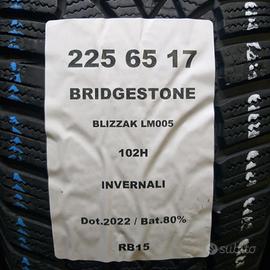 225 65 17
BRIDGESTONE
BLIZZAK LM005
102H
INVERNALI
Dot.2022 / Bat.80%
RB15
subito